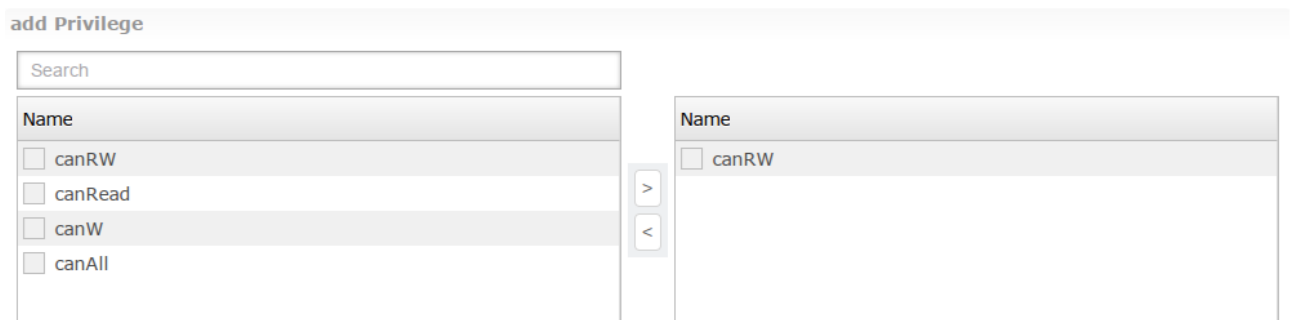 add Privilege
Search
Name
canRW
canRead
canW
canAll
>
<
Name
canRW